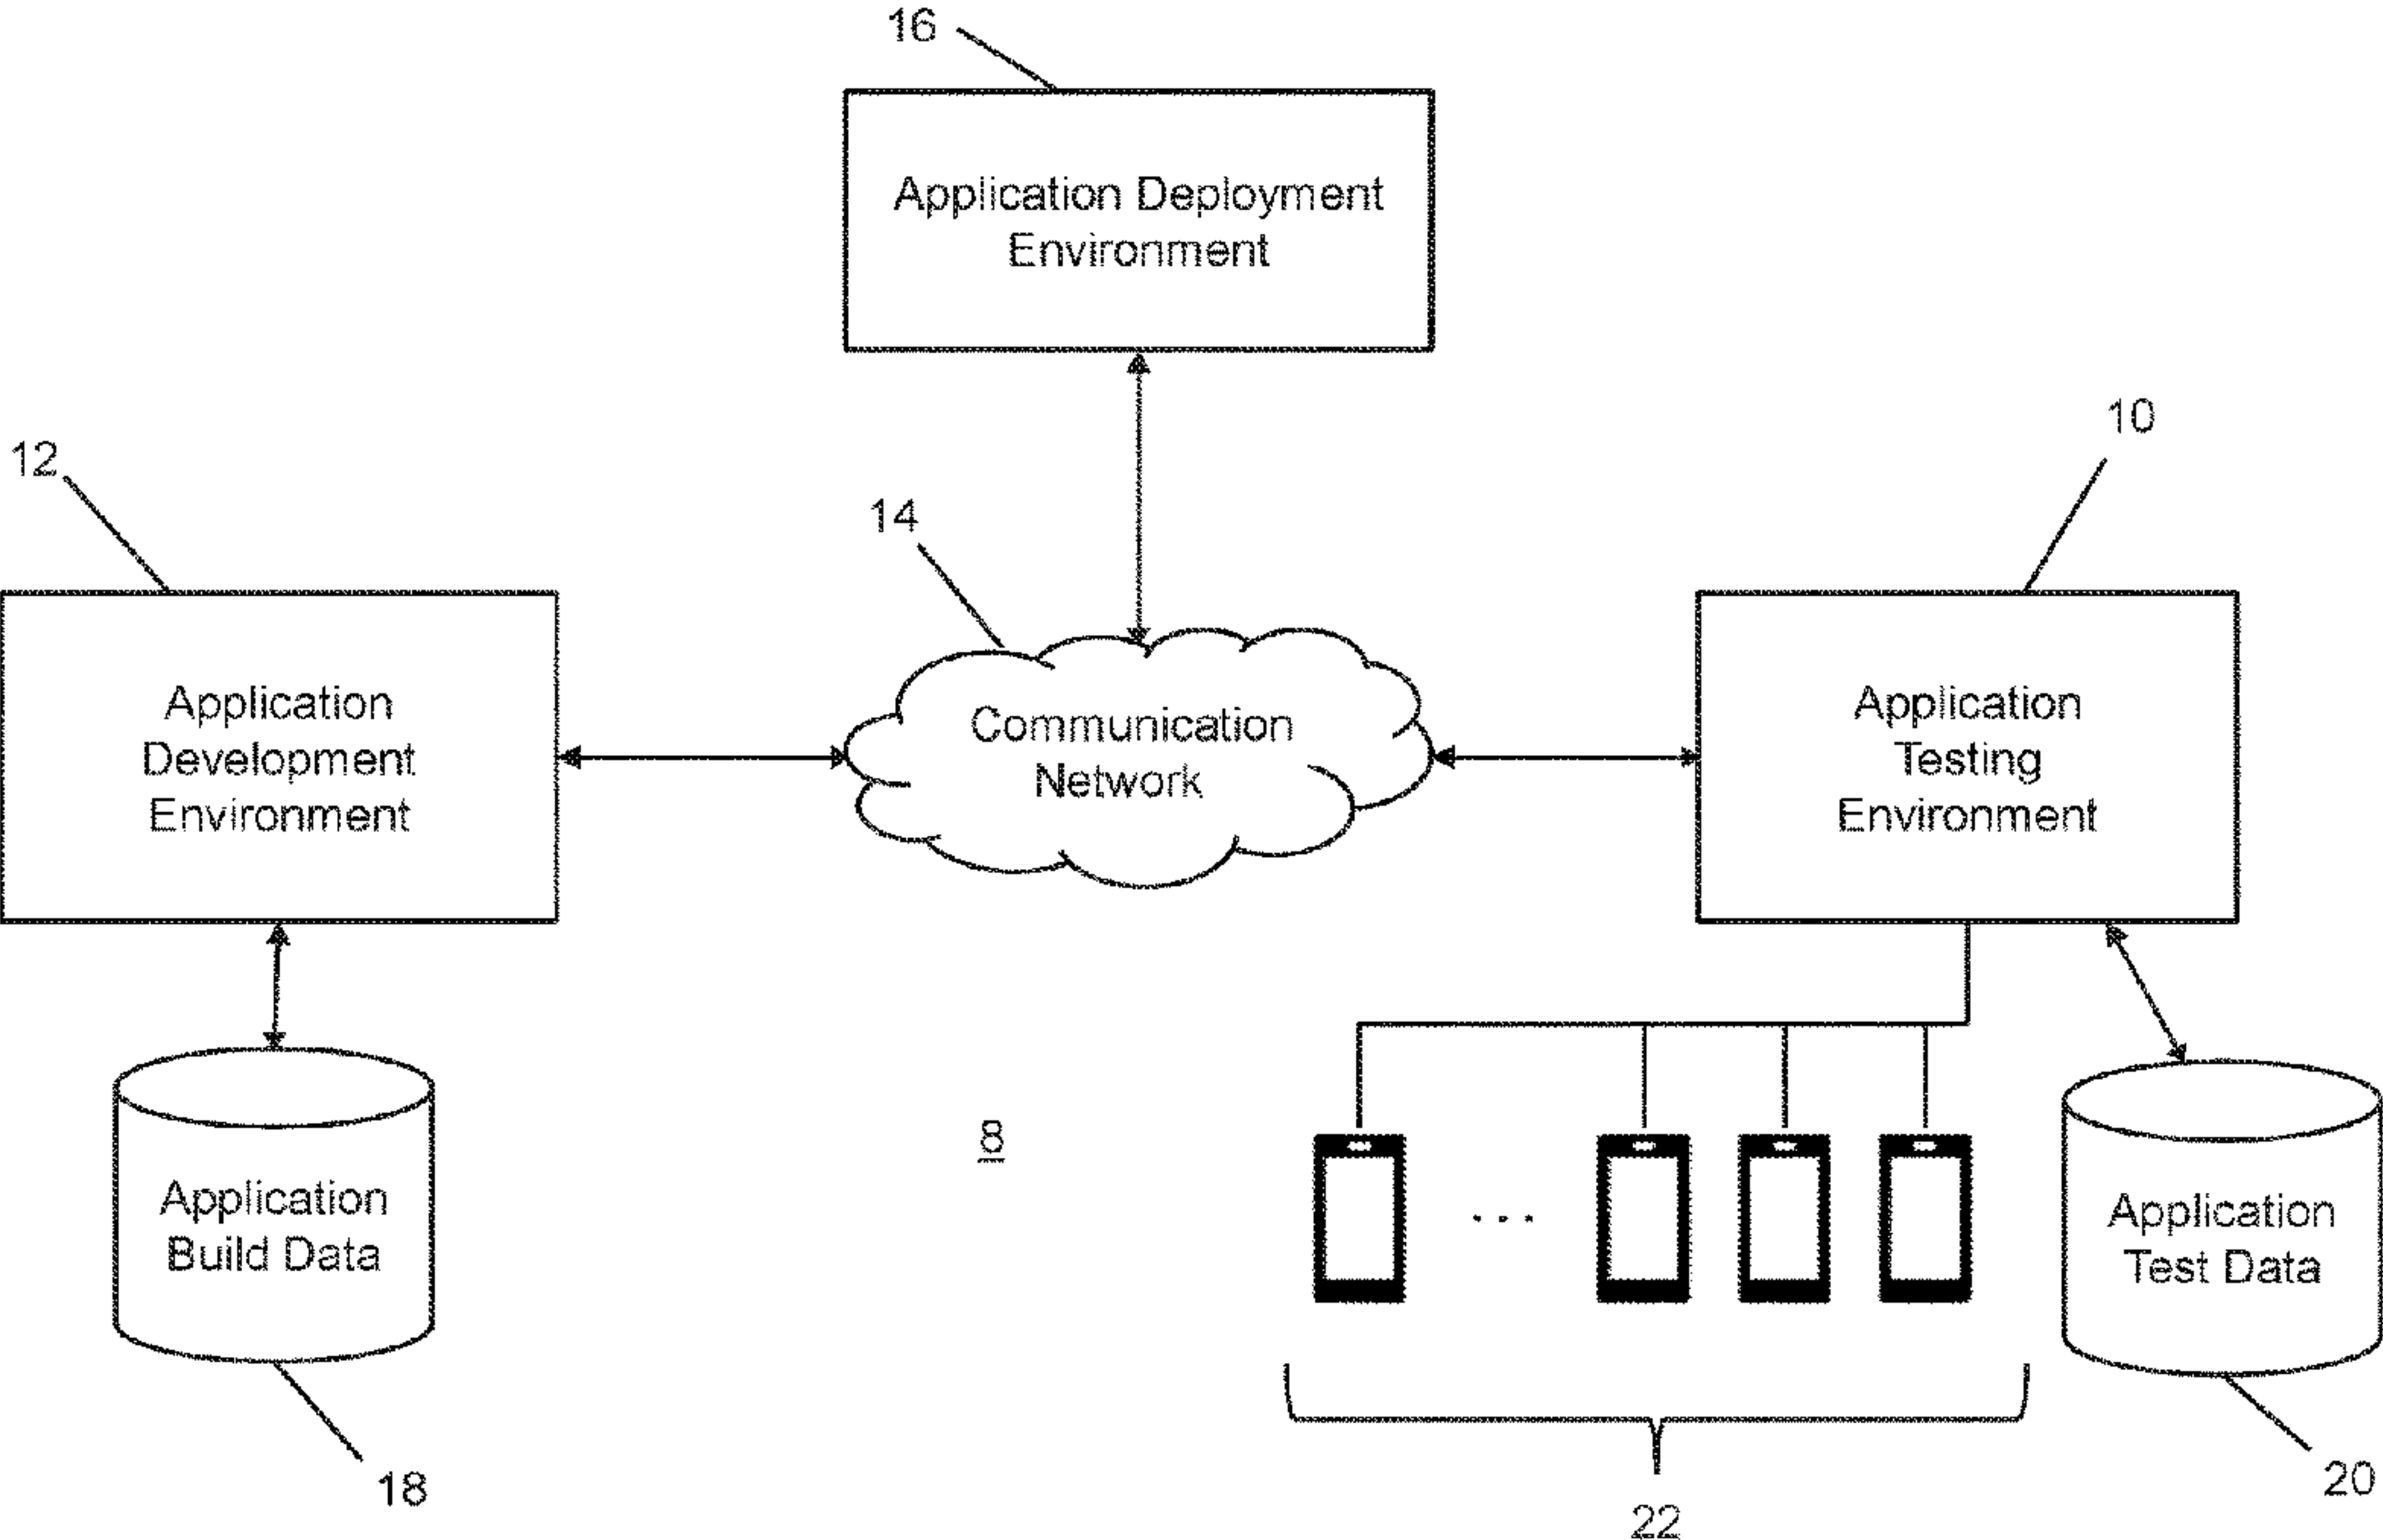 16
Application Deployment
Environment
10
12
14
Application
Development
Environment
Communication
Network
Application
Testing
Environment
8
Application
Build Data
. . .
Application
Test Data
18
20
22